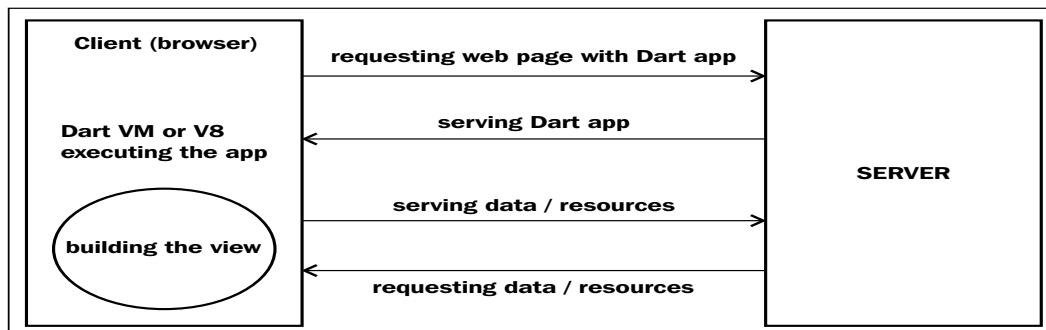 Client (browser)
requesting web page with Dart app
serving Dart app
Dart VM or V8
executing the app
SERVER
serving data / resources
building the view
requesting data / resources